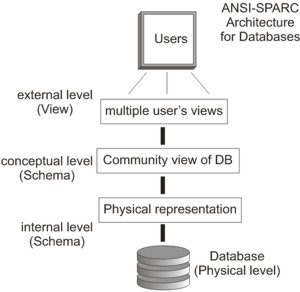 ANSI-SPARC
Architecture
for Databases
Users
external level
(View)
multiple user's views
conceptual level
(Schema)
Community view of DB
internal level
(Schema)
Physical representation
Database
(Physical level)